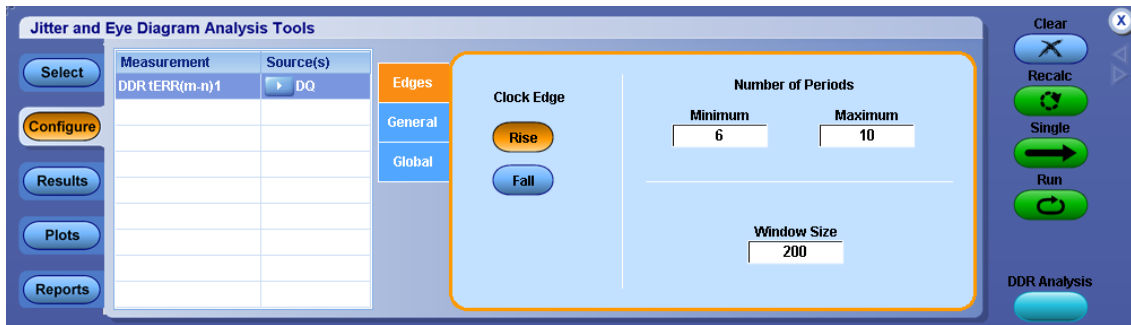 Jitter and Eye Diagram Analysis Tools
Clear
X
Select
Configure
Results
Plots
Reports
Measurement Source(s)
DDR tERR(m-n)1 DQ
Edges
General
Global
Clock Edge
Rise
Fall
Number of Periods
Minimum Maximum
6 10
Window Size
200
Recalc
Single
Run
DDR Analysis